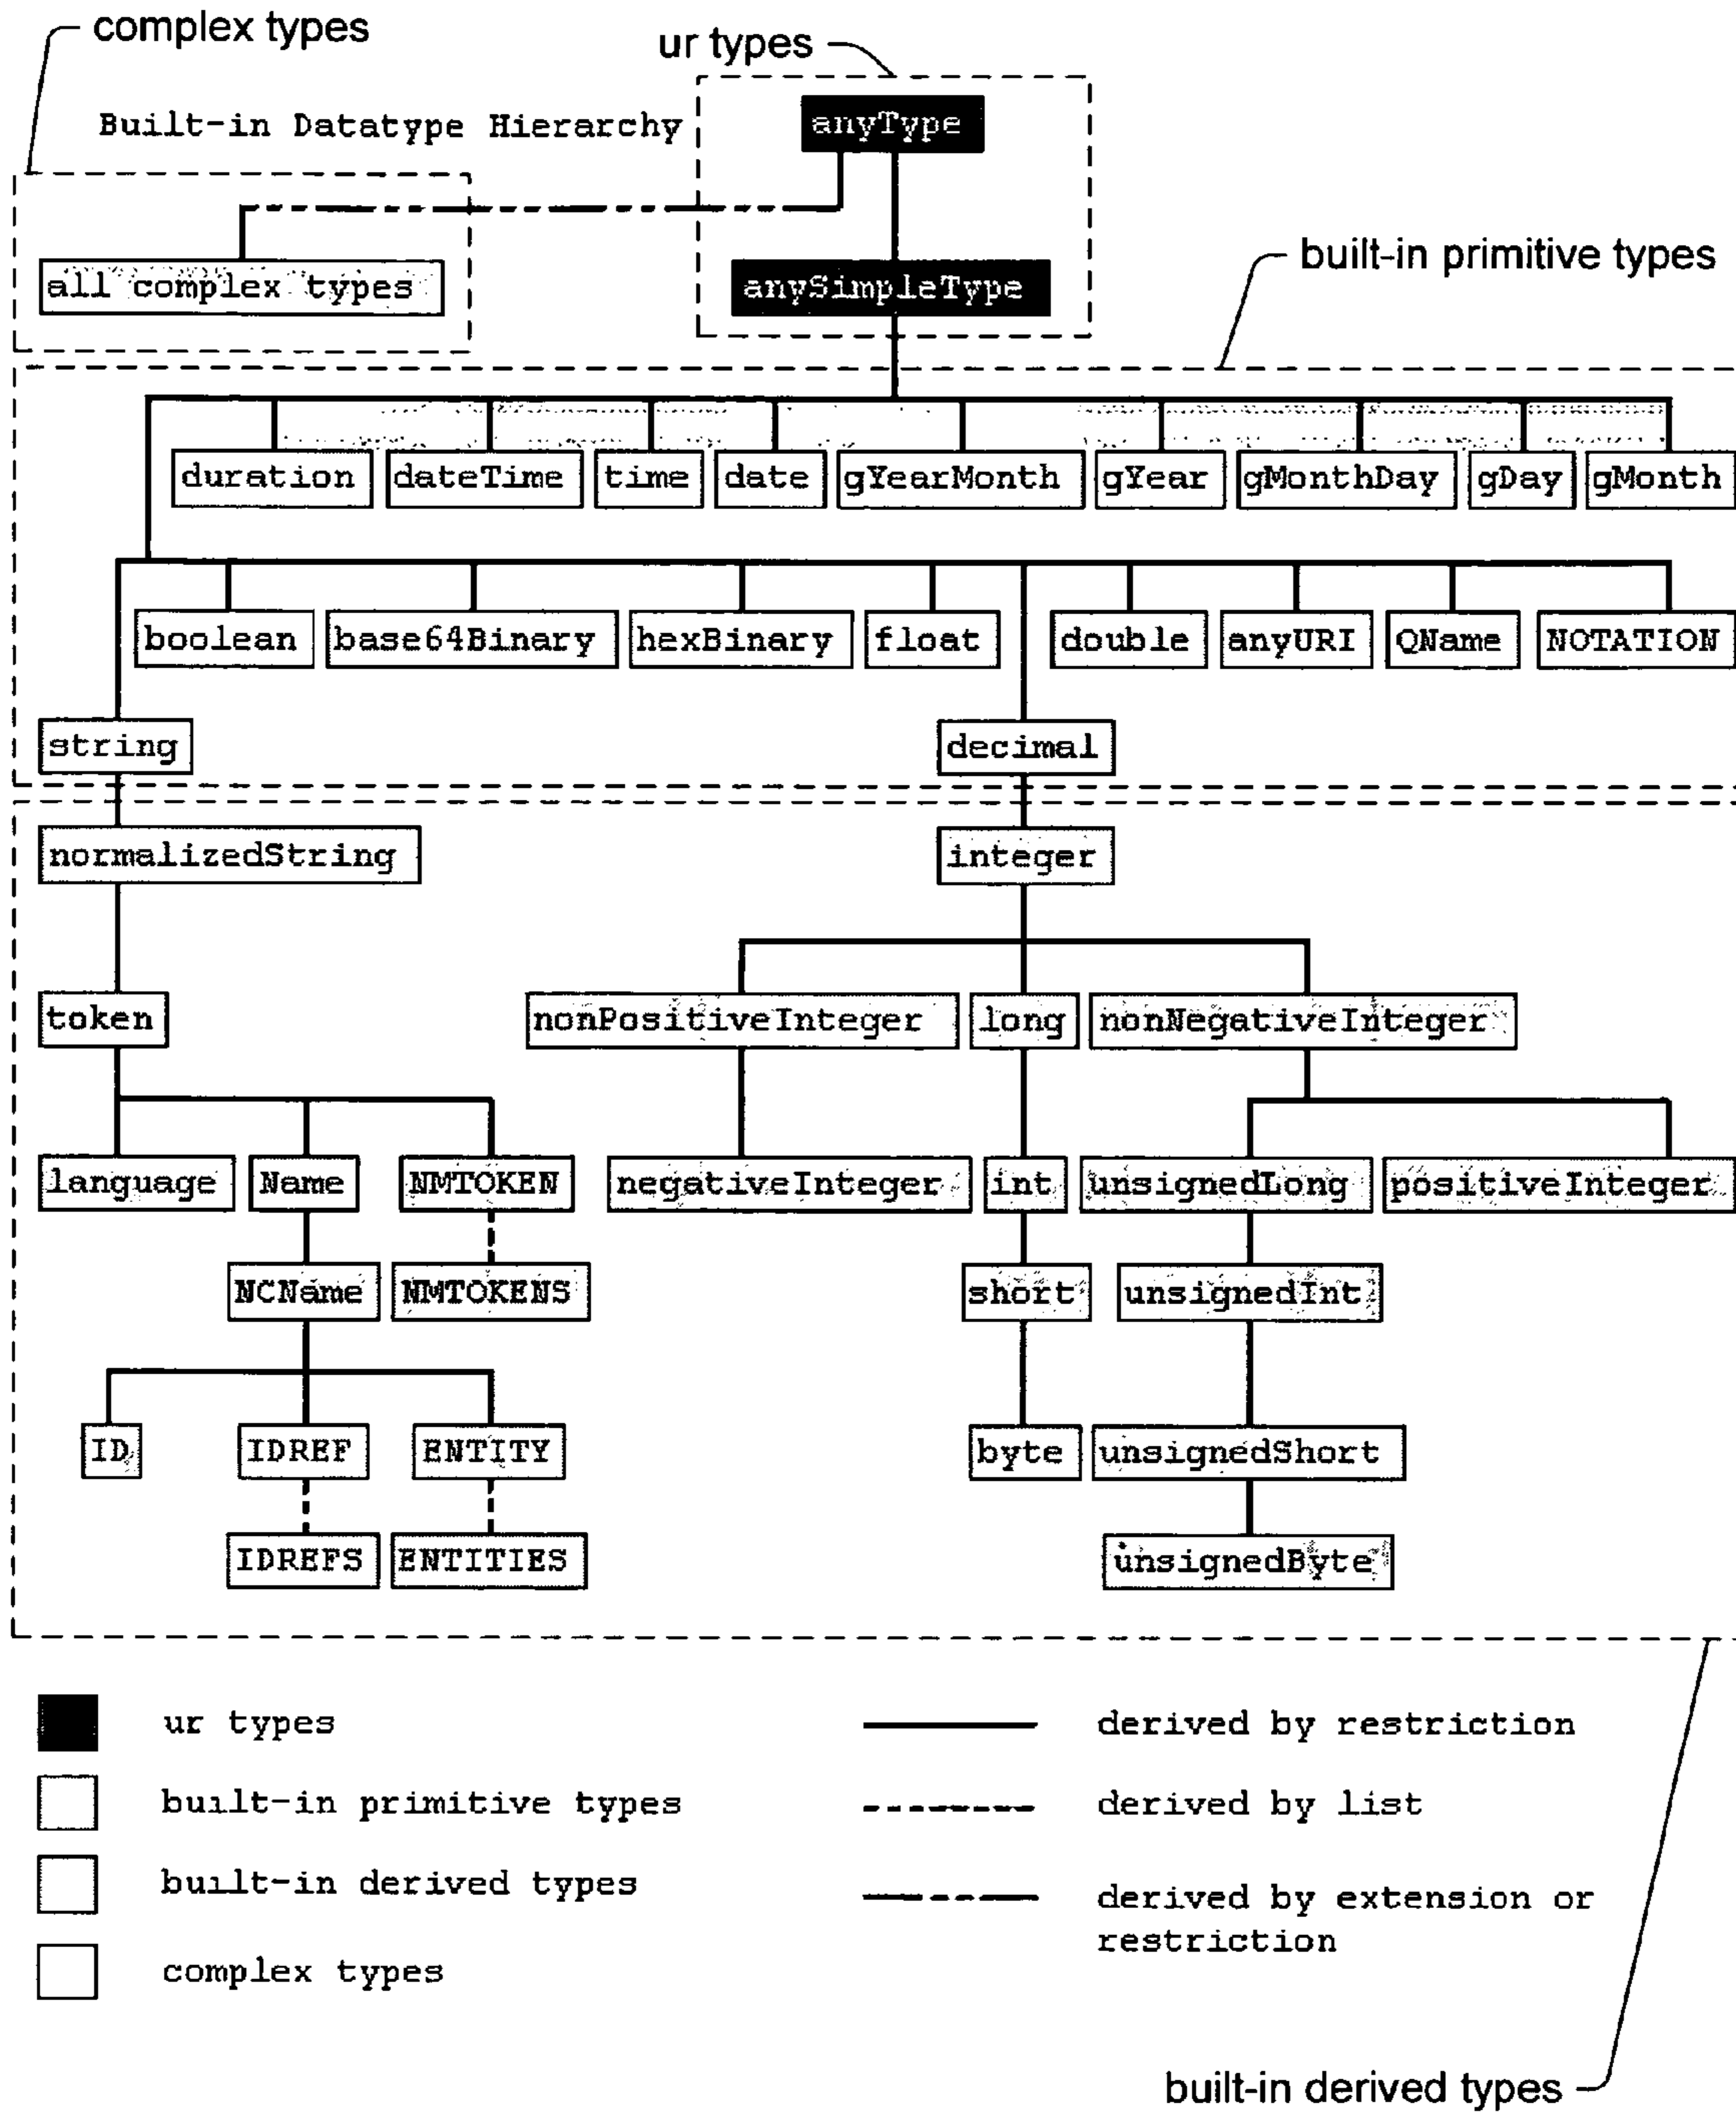 complex types
ur types
Built-in Datatype Hierarchy
anyType
all complex types
anySimpleType
built-in primitive types
duration dateTime time date gYearMonth gYear gMonthDay gDay gMonth
boolean base64Binary hexBinary float double anyURI QName NOTATION
string decimal
normalizedString integer
token nonPositiveInteger long nonNegativeInteger
language Name NMTOKEN negativeInteger int unsignedLong positiveInteger
NCName NMTOKENS short unsignedInt
ID IDREF ENTITY byte unsignedShort
IDREFS ENTITIES unsignedByte
ur types
built-in primitive types
built-in derived types
complex types
derived by restriction
derived by list
derived by extension or
restriction
built-in derived types